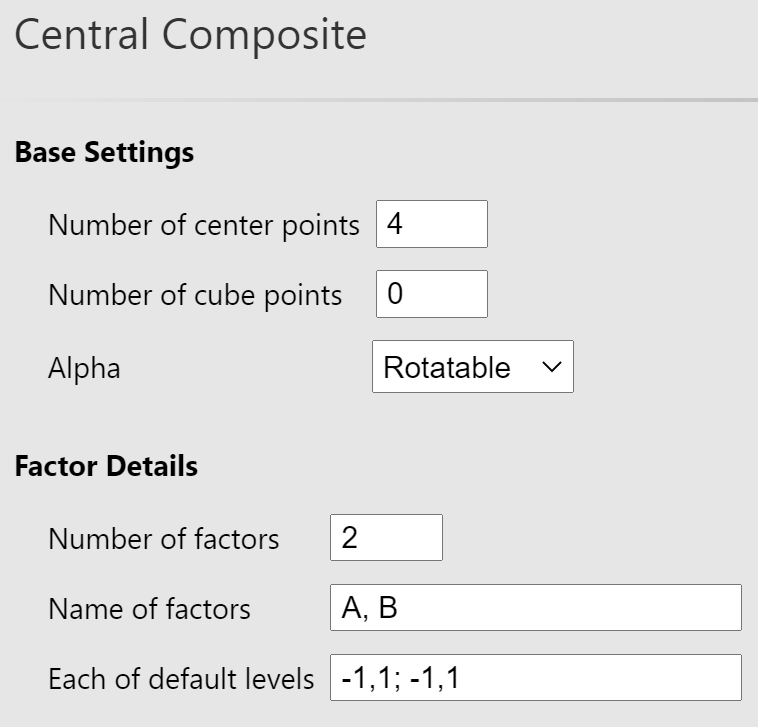 Central Composite
Base Settings
Number of center points 4
Number of cube points 0
Alpha Rotatable
Factor Details
Number of factors 2
Name of factors A, B
Each of default levels -1,1; -1,1